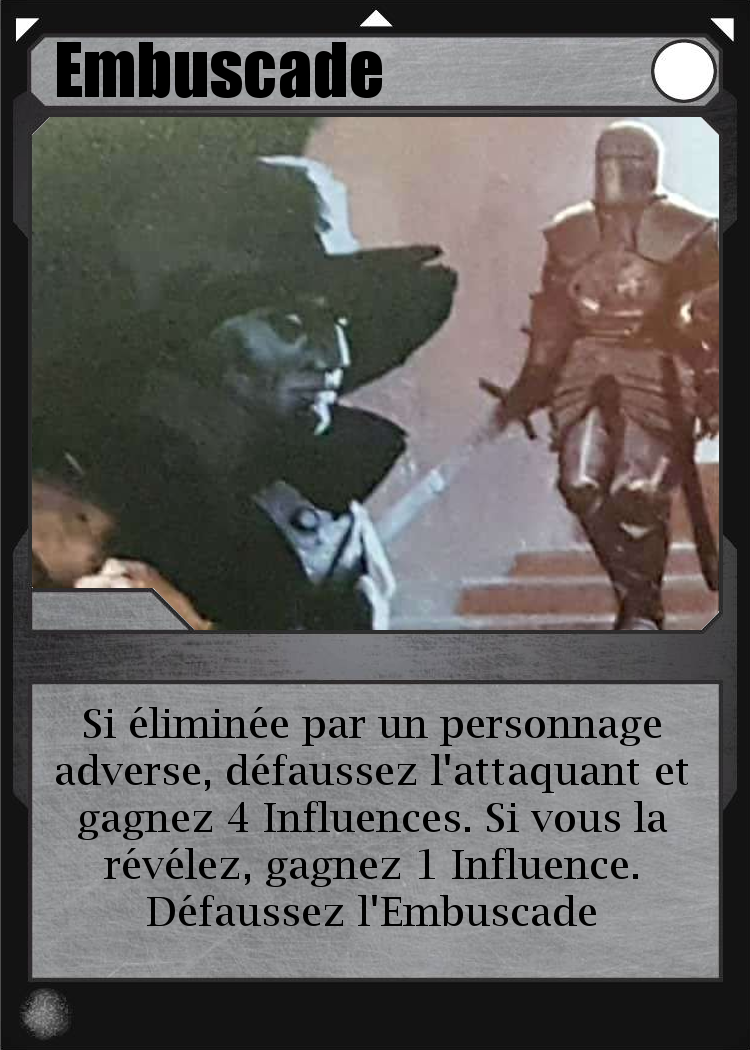 Embuscade
Si éliminée par un personnage
adverse, défaussez l'attaquant et
gagnez 4 Influences. Si vous la
révélez, gagnez 1 Influence.
Défaussez l'Embuscade